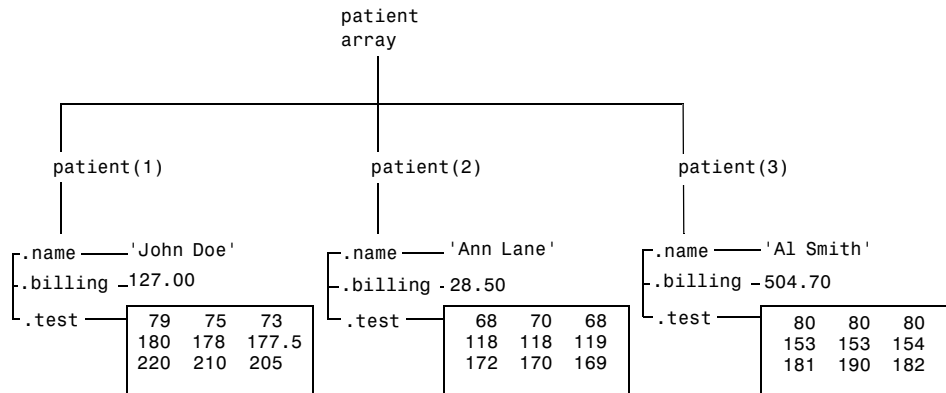 patient
array
patient(1)
.name 'John Doe'
.billing 127.00
.test
79 75 73
180 178 177.5
220 210 205
patient(2)
.name 'Ann Lane'
.billing 28.50
.test
68 70 68
118 118 119
172 170 169
patient(3)
.name 'Al Smith'
.billing 504.70
.test
80 80 80
153 153 154
181 190 182